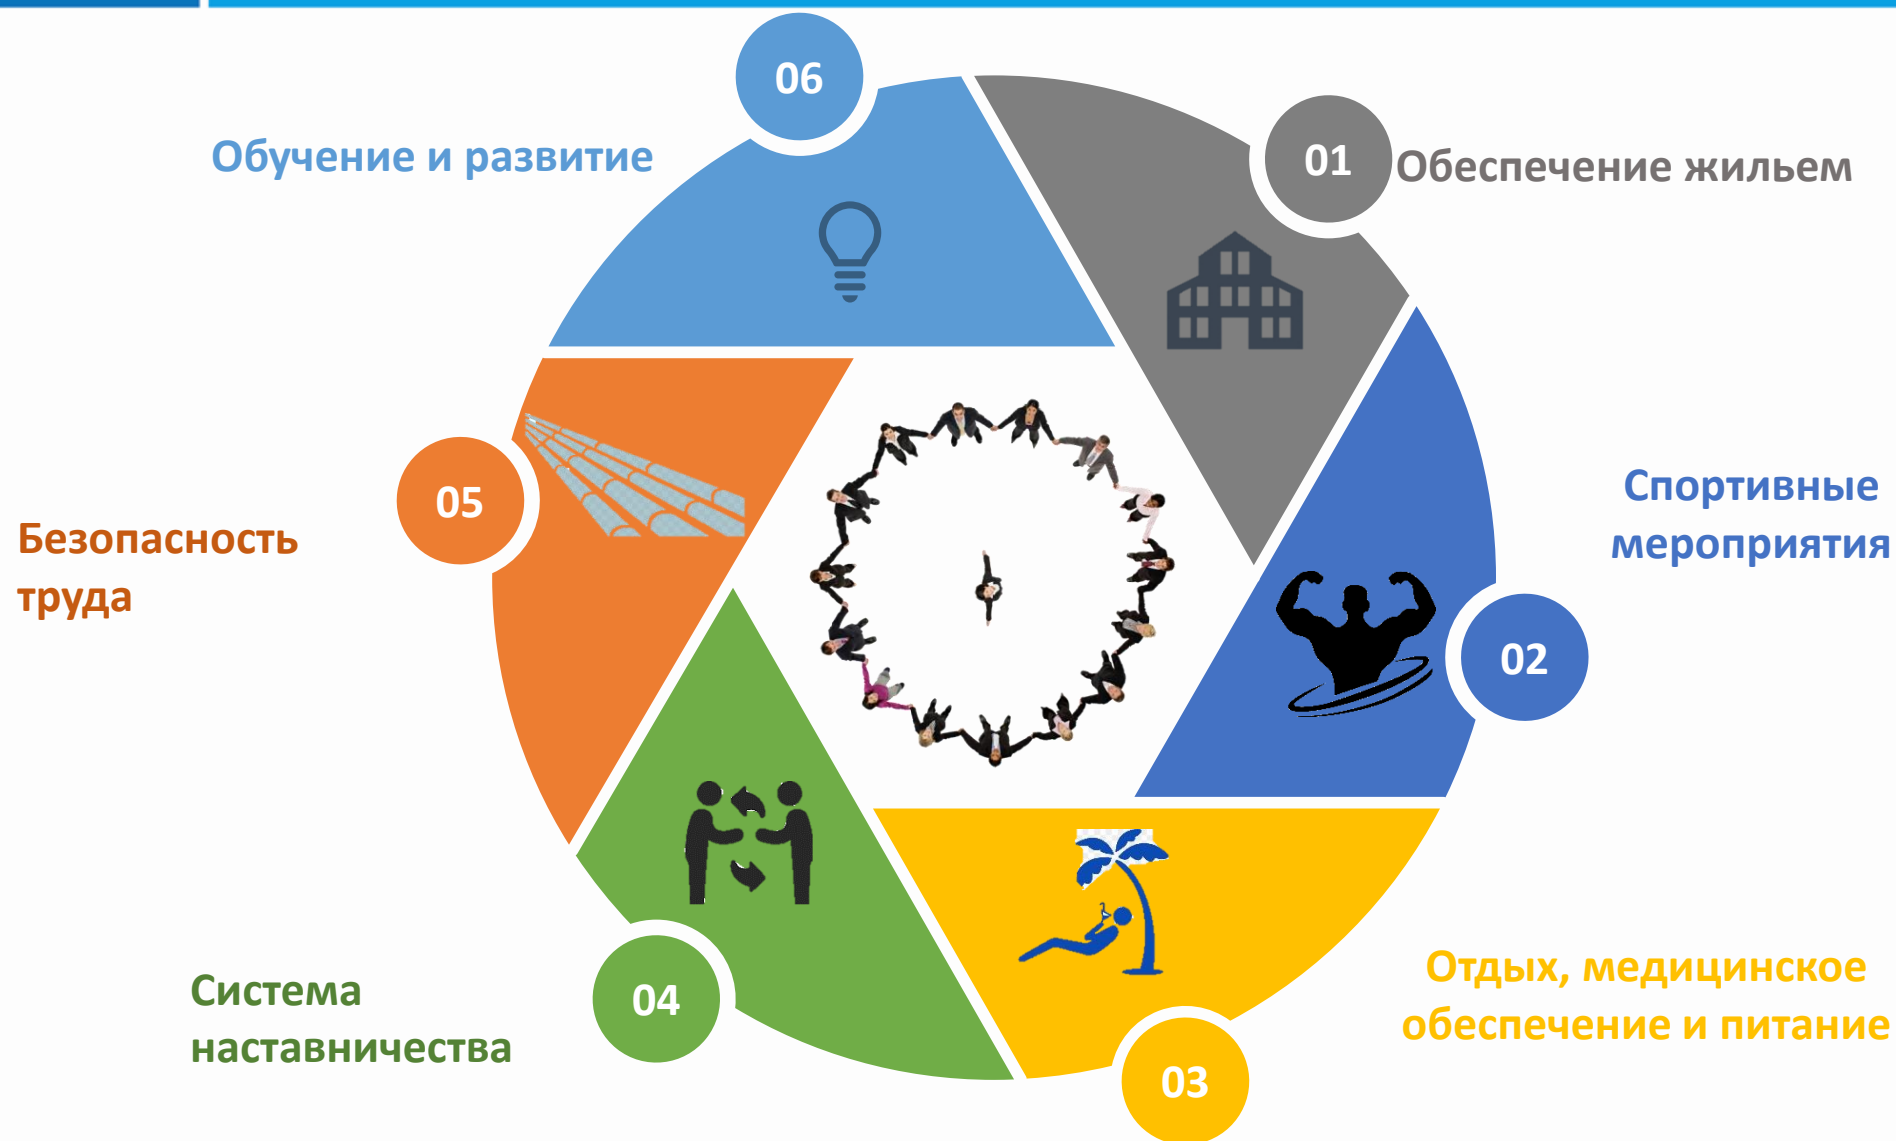 06
Обучение и развитие
01
Обеспечение жильем
05
Безопасность
труда
Спортивные
мероприятия
02
Система
наставничества
04
Отдых, медицинское
обеспечение и питание
03